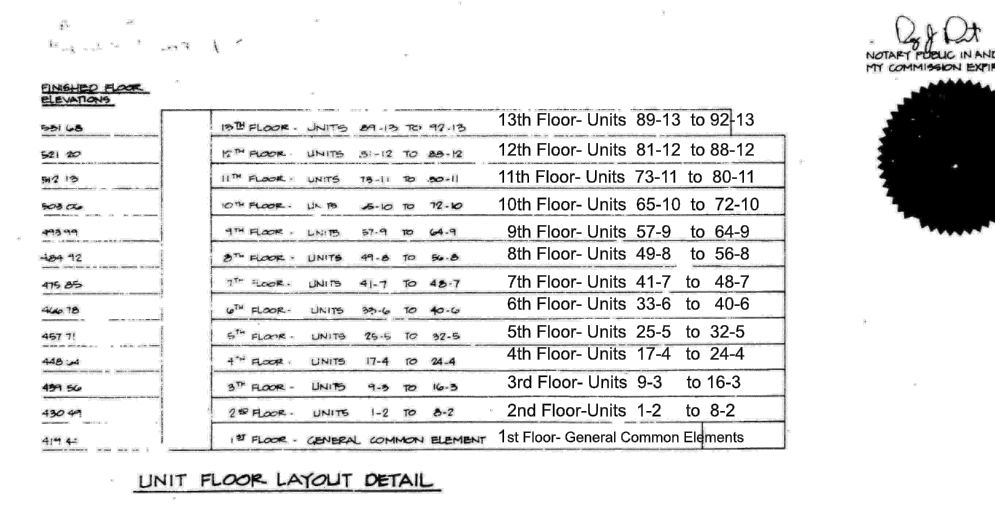 NOTARY PUBLIC IN AND
MY COMMISSION EXPIR
FINISHED FLOOR
ELEVATIONS
531 68 13TH FLOOR - UNITS 89-13 TO 92-13 13th Floor- Units 89-13 to 92-13
521 20 12TH FLOOR - UNITS 81-12 TO 88-12 12th Floor- Units 81-12 to 88-12
512 13 11TH FLOOR - UNITS 73-11 TO 80-11 11th Floor- Units 73-11 to 80-11
503 06 10TH FLOOR - UNITS 65-10 TO 72-10 10th Floor- Units 65-10 to 72-10
493 99 9TH FLOOR - UNITS 57-9 TO 64-9 9th Floor- Units 57-9 to 64-9
484 92 8TH FLOOR - UNITS 49-8 TO 56-8 8th Floor- Units 49-8 to 56-8
475 85 7TH FLOOR - UNITS 41-7 TO 48-7 7th Floor- Units 41-7 to 48-7
466 78 6TH FLOOR - UNITS 33-6 TO 40-6 6th Floor- Units 33-6 to 40-6
457 71 5TH FLOOR - UNITS 25-5 TO 32-5 5th Floor- Units 25-5 to 32-5
448 64 4TH FLOOR - UNITS 17-4 TO 24-4 4th Floor- Units 17-4 to 24-4
439 56 3TH FLOOR - UNITS 9-3 TO 16-3 3rd Floor- Units 9-3 to 16-3
430 49 2ND FLOOR - UNITS 1-2 TO 8-2 2nd Floor-Units 1-2 to 8-2
419 4 1ST FLOOR - GENERAL COMMON ELEMENT 1st Floor- General Common Elements
UNIT FLOOR LAYOUT DETAIL